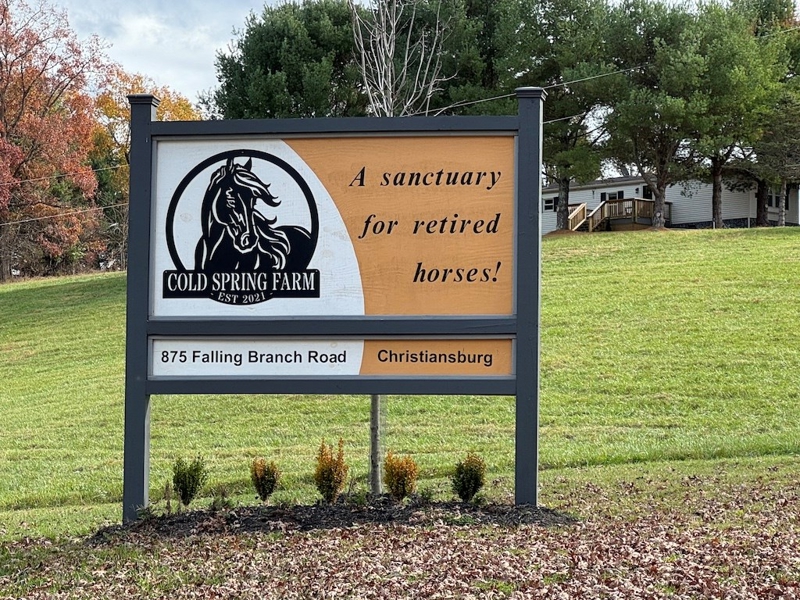 A sanctuary
for retired
horses!
COLD SPRING FARM
EST 2021
875 Falling Branch Road
Christiansburg